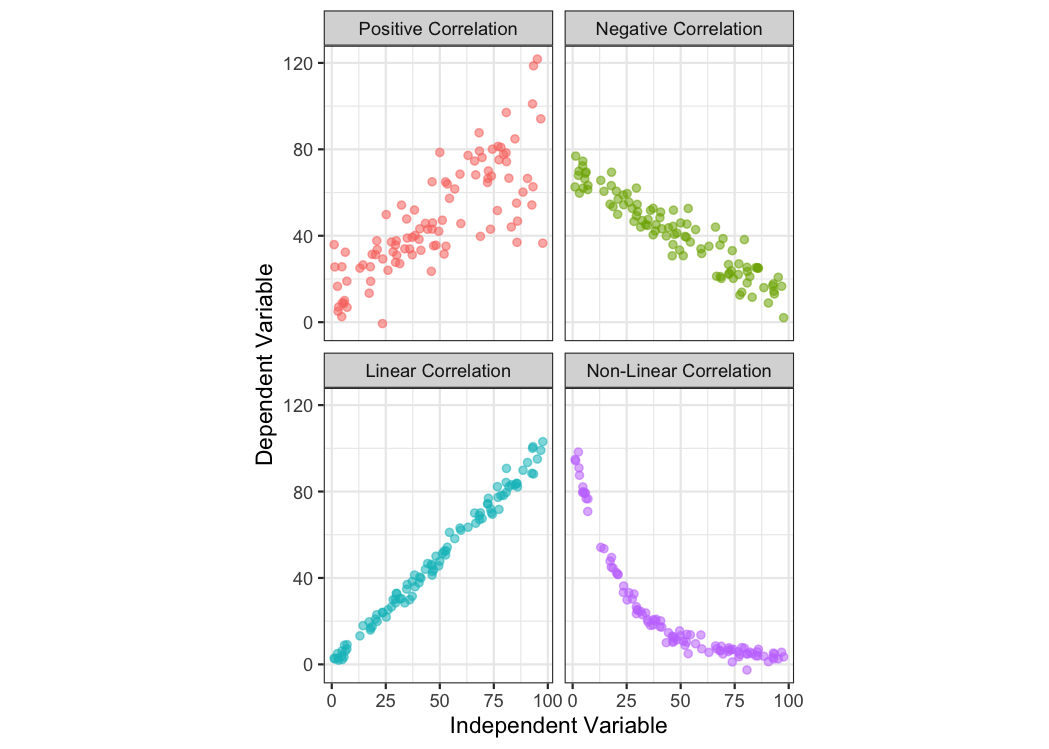 Positive Correlation
Negative Correlation
120
80
40
0
Dependent Variable
Linear Correlation
Non-Linear Correlation
120
80
40
0
0 25 50 75 100
0 25 50 75 100
Independent Variable